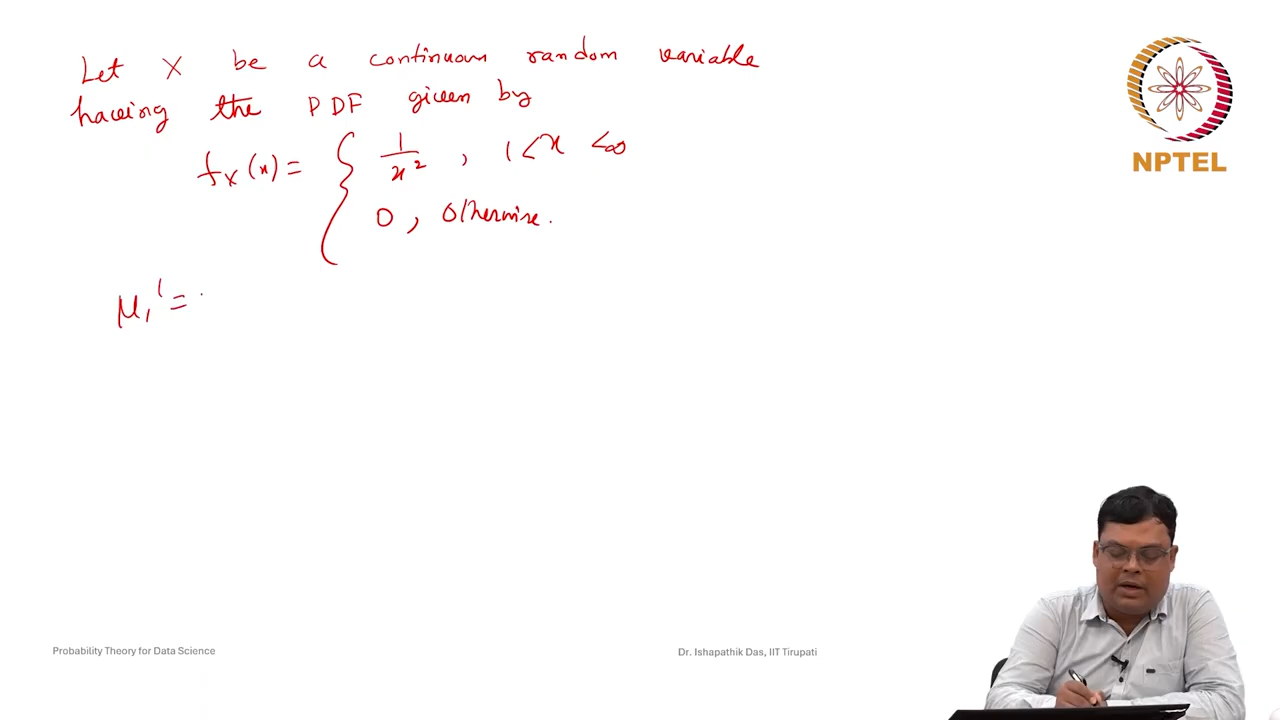 Let X be a continuous random variable
having the PDF given by
f_X(x) = { 1/x², 1<x<∞
0, Otherwise.
μ₁' =
NPTEL
Probability Theory for Data Science
Dr. Ishapathik Das, IIT Tirupati